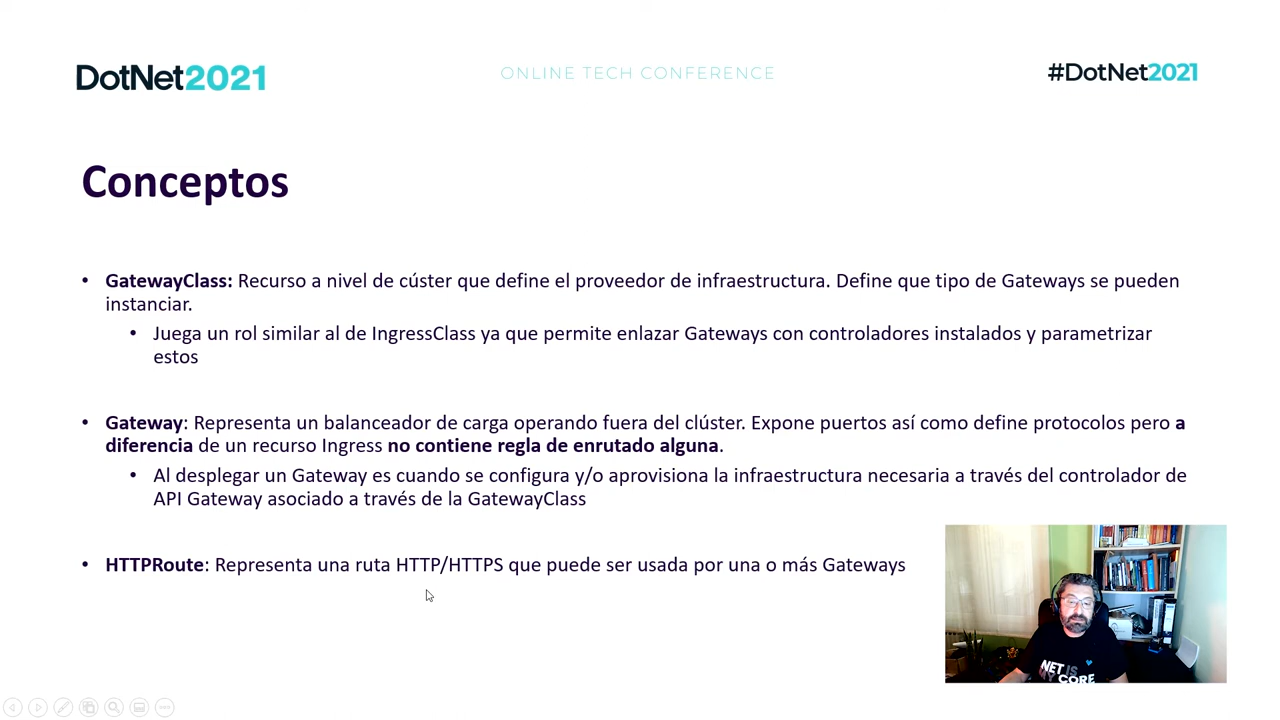 DotNet2021
ONLINE TECH CONFERENCE
#DotNet2021
Conceptos
• GatewayClass: Recurso a nivel de cúster que define el proveedor de infraestructura. Define que tipo de Gateways se pueden
instanciar.
• Juega un rol similar al de IngressClass ya que permite enlazar Gateways con controladores instalados y parametrizar
estos
• Gateway: Representa un balanceador de carga operando fuera del clúster. Expone puertos así como define protocolos pero a
diferencia de un recurso Ingress no contiene regla de enrutado alguna.
• Al desplegar un Gateway es cuando se configura y/o aprovisiona la infraestructura necesaria a través del controlador de
API Gateway asociado a través de la GatewayClass
• HTTPRoute: Representa una ruta HTTP/HTTPS que puede ser usada por una o más Gateways
.NET IS
MY CORE